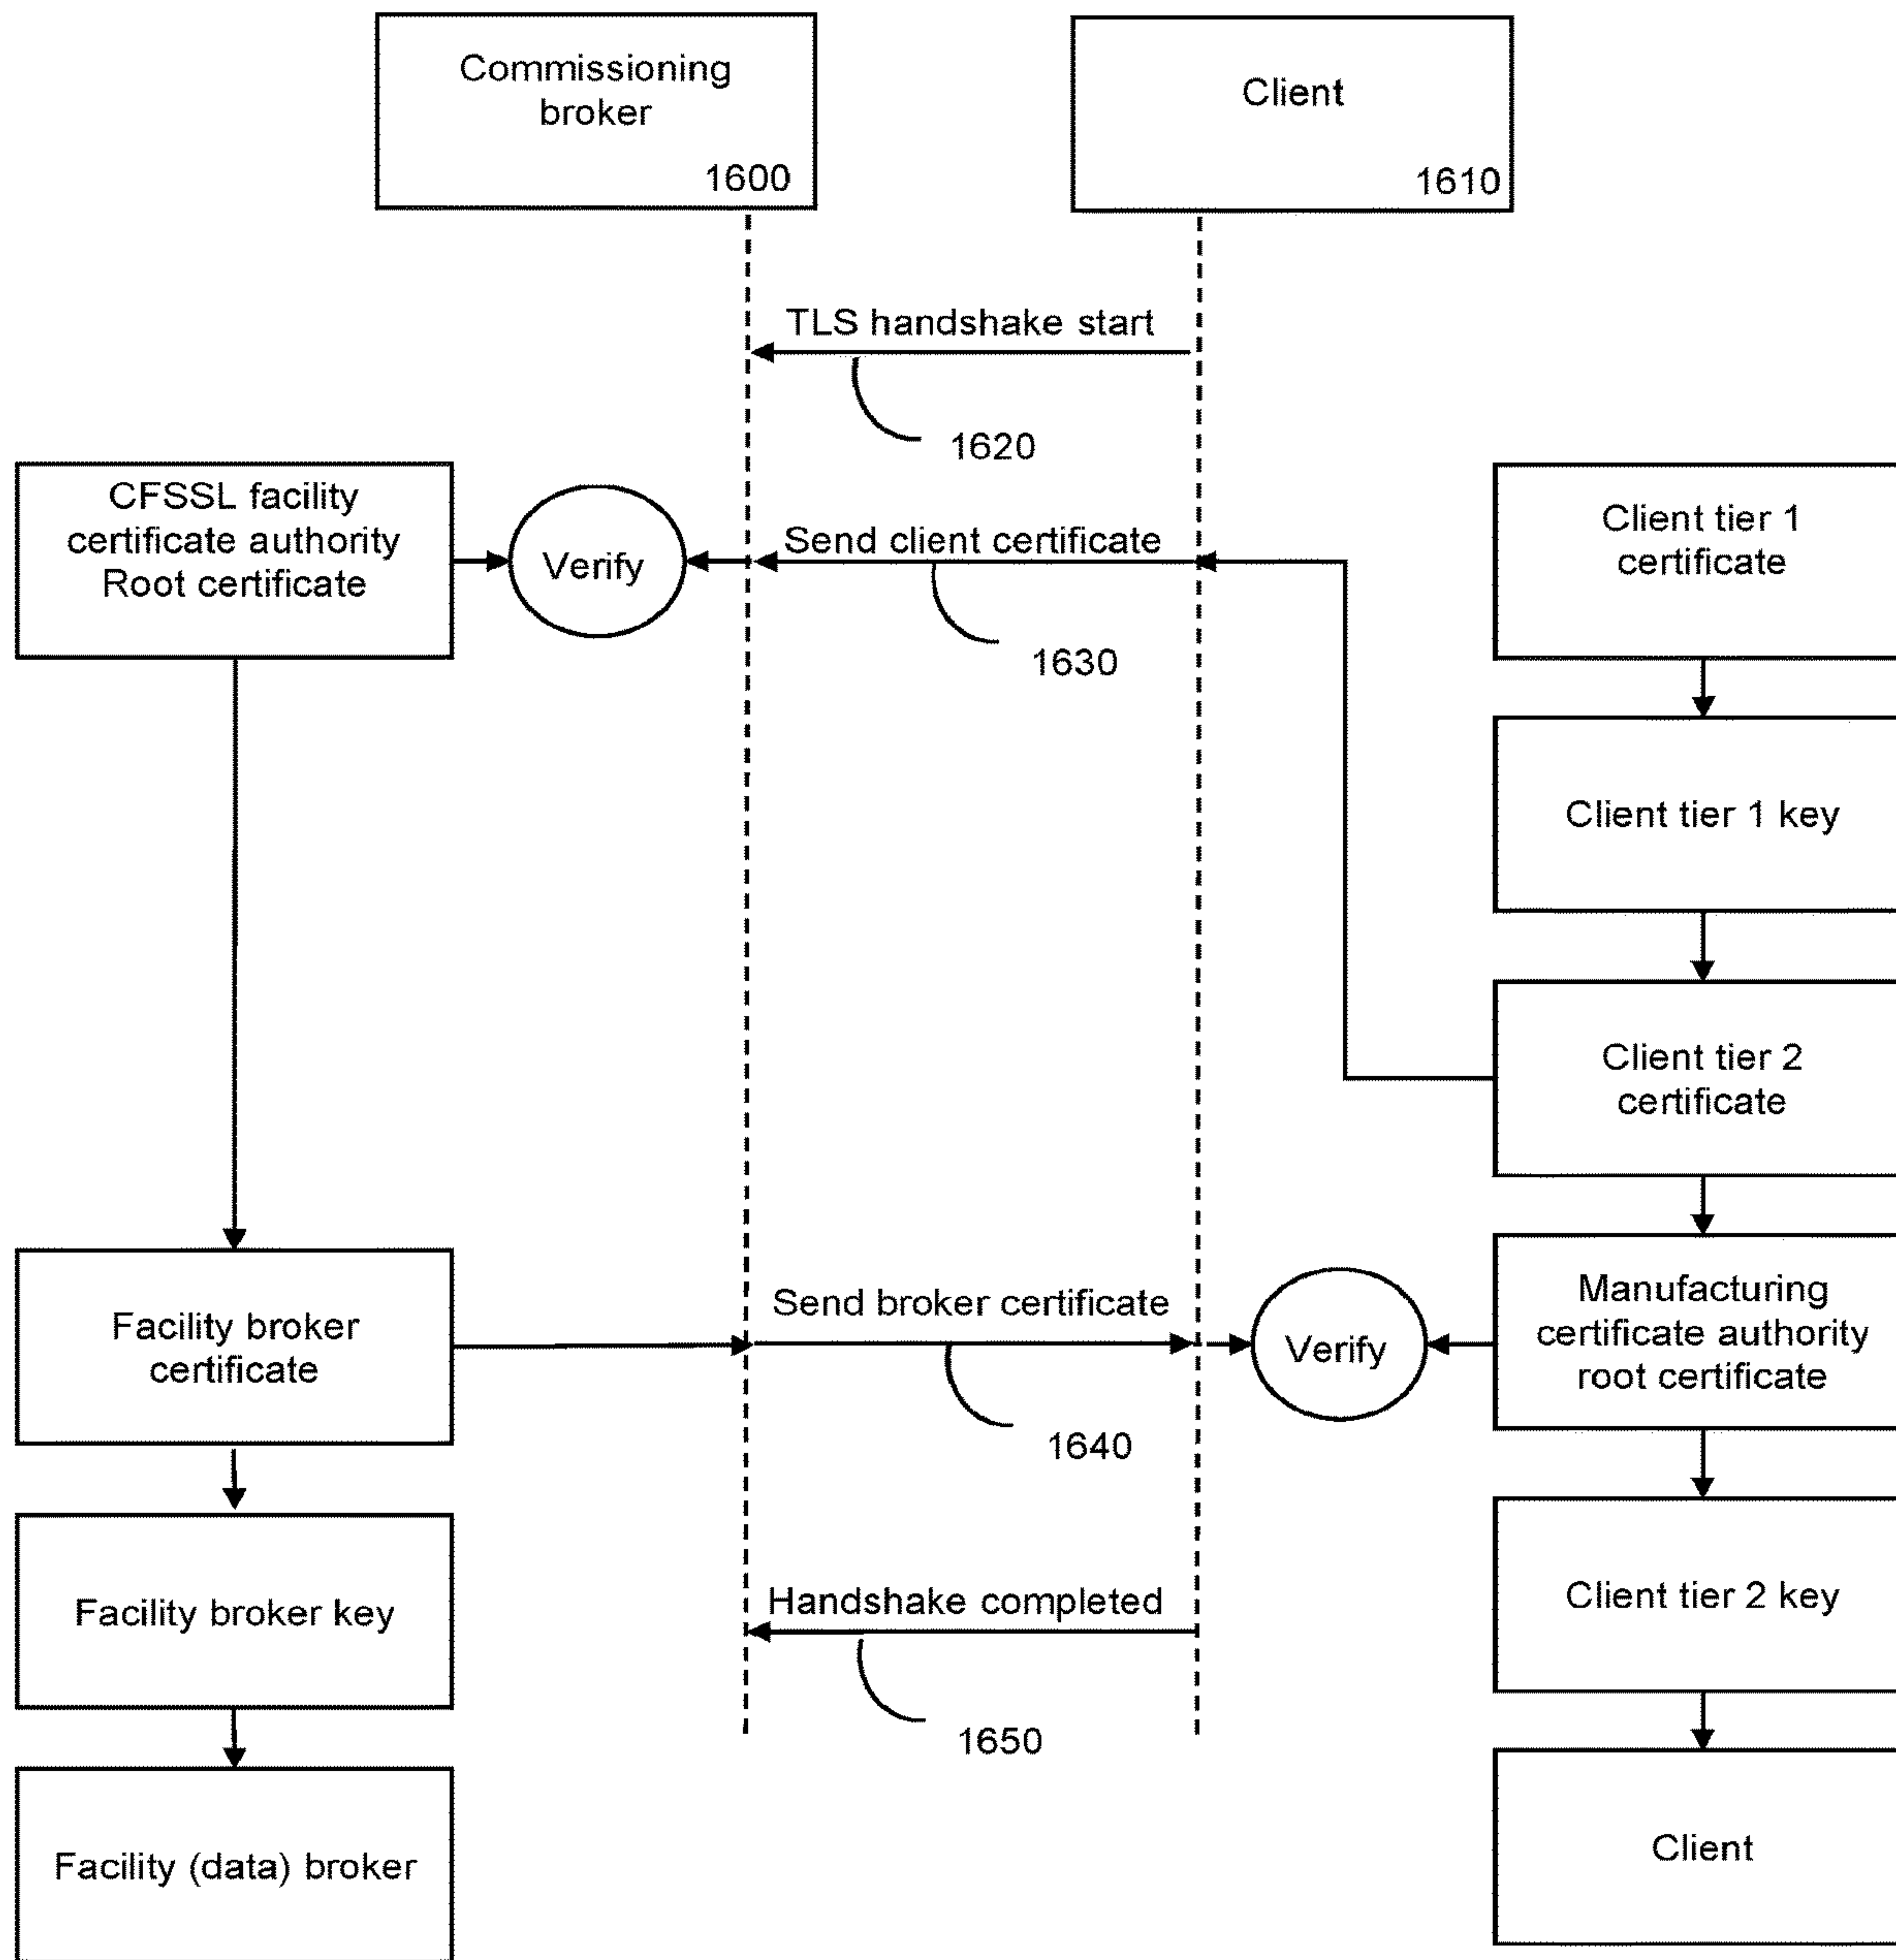 Commissioning
broker
1600
Client
1610
TLS handshake start
1620
CFSSL facility
certificate authority
Root certificate
Verify
Send client certificate
1630
Client tier 1
certificate
Client tier 1 key
Client tier 2
certificate
Facility broker
certificate
Send broker certificate
1640
Verify
Manufacturing
certificate authority
root certificate
Facility broker key
Handshake completed
1650
Client tier 2 key
Facility (data) broker
Client